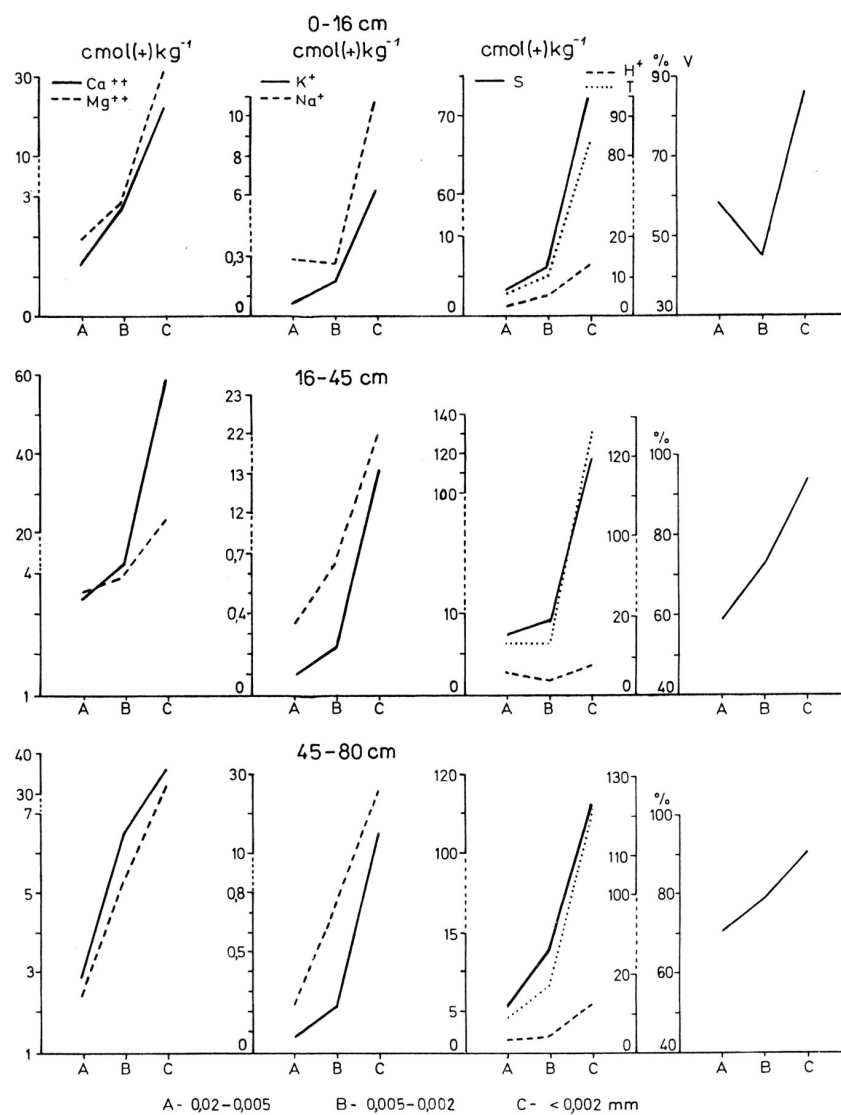 0-16 cm
cmol(+)kg⁻¹ cmol(+)kg⁻¹ cmol(+)kg⁻¹
Ca⁺⁺ K⁺ S H⁺ % V
Mg⁺⁺ Na⁺ T
30 11 70 95 90
10 10 80 85
3 8 60 65
6 10 20 45
0,3 10
0 0 0 0 30
A B C A B C A B C A B C
16-45 cm
60 23 140 %
40 22 120 120 100
20 13 100 100 80
4 12 10 20 60
0,7
0,4
1 0 0 0 40
A B C A B C A B C A B C
45-80 cm
40 30 120 130 %
30 10 100 110 100
7 0,8 15 100 80
5 0,5 5 20 60
3
1 0 0 0 40
A B C A B C A B C A B C
A- 0,02-0,005 B- 0,005-0,002 C- <0,002 mm